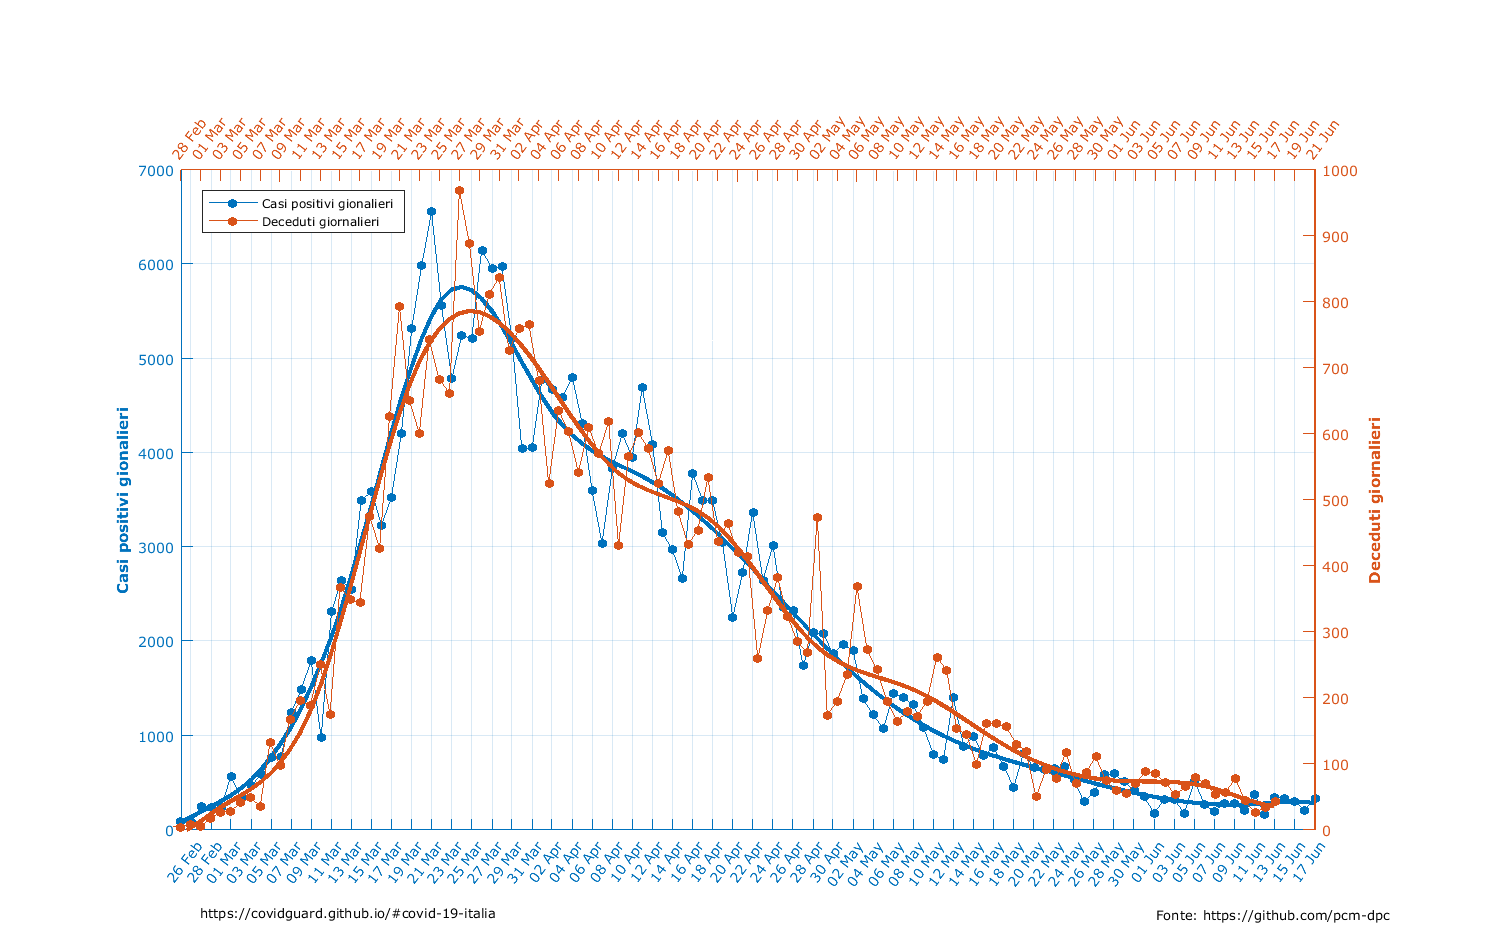 28 Feb
01 Mar
03 Mar
05 Mar
07 Mar
09 Mar
11 Mar
13 Mar
15 Mar
17 Mar
19 Mar
21 Mar
23 Mar
25 Mar
27 Mar
29 Mar
31 Mar
02 Apr
04 Apr
06 Apr
08 Apr
10 Apr
12 Apr
14 Apr
16 Apr
18 Apr
20 Apr
22 Apr
24 Apr
26 Apr
28 Apr
30 Apr
02 May
04 May
06 May
08 May
10 May
12 May
14 May
16 May
18 May
20 May
22 May
24 May
26 May
28 May
30 May
01 Jun
03 Jun
05 Jun
07 Jun
09 Jun
11 Jun
13 Jun
15 Jun
17 Jun
19 Jun
21 Jun
Casi positivi gionalieri
Deceduti giornalieri
7000
6000
5000
4000
3000
2000
1000
0
Casi positivi gionalieri
1000
900
800
700
600
500
400
300
200
100
0
Deceduti giornalieri
26 Feb
28 Feb
01 Mar
03 Mar
05 Mar
07 Mar
09 Mar
11 Mar
13 Mar
15 Mar
17 Mar
19 Mar
21 Mar
23 Mar
25 Mar
27 Mar
29 Mar
31 Mar
02 Apr
04 Apr
06 Apr
08 Apr
10 Apr
12 Apr
14 Apr
16 Apr
18 Apr
20 Apr
22 Apr
24 Apr
26 Apr
28 Apr
30 Apr
02 May
04 May
06 May
08 May
10 May
12 May
14 May
16 May
18 May
20 May
22 May
24 May
26 May
28 May
30 May
01 Jun
03 Jun
05 Jun
07 Jun
09 Jun
11 Jun
13 Jun
15 Jun
17 Jun
https://covidguard.github.io/#covid-19-italia
Fonte: https://github.com/pcm-dpc